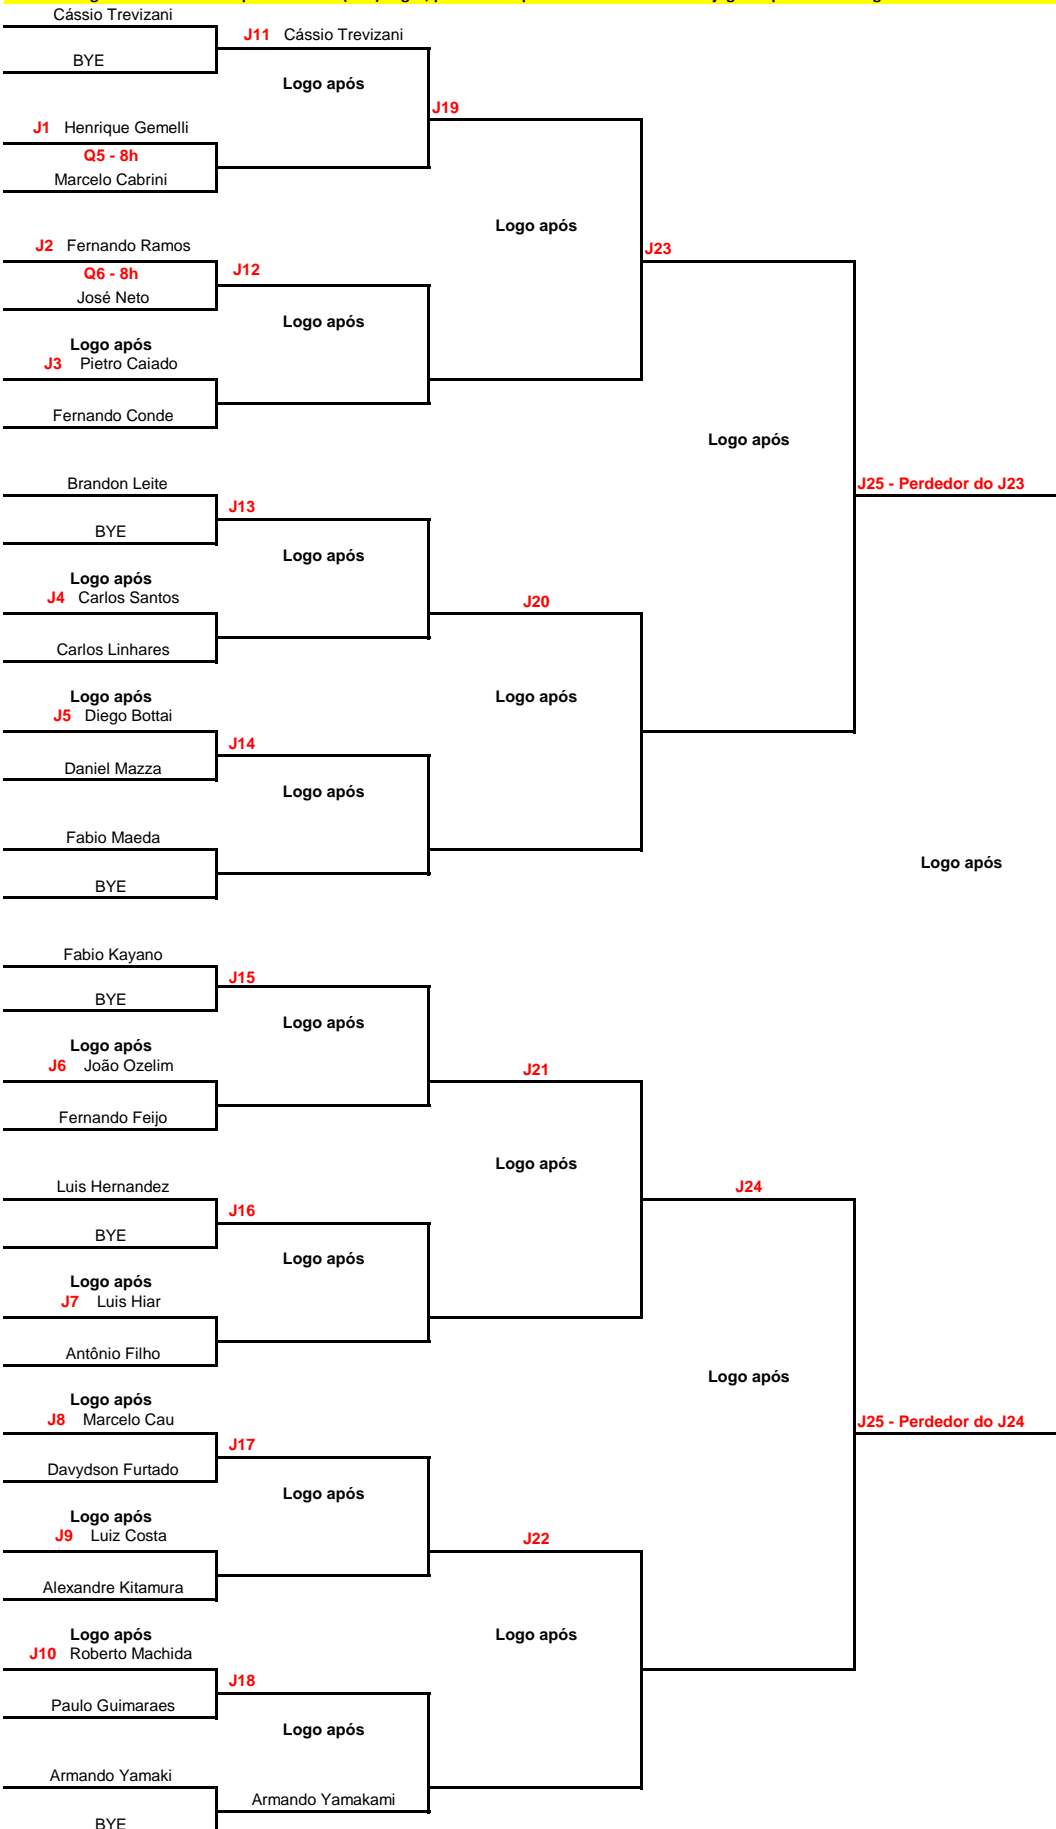 Cássio Trevizani
J11 Cássio Trevizani
BYE
Logo após
J19
J1 Henrique Gemelli
Q5 - 8h
Marcelo Cabrini
Logo após
J2 Fernando Ramos
J23
Q6 - 8h
J12
José Neto
Logo após
Logo após
J3 Pietro Caiado
Fernando Conde
Logo após
Brandon Leite
J25 - Perdedor do J23
J13
BYE
Logo após
Logo após
J4 Carlos Santos
J20
Carlos Linhares
Logo após
Logo após
J5 Diego Bottai
J14
Daniel Mazza
Logo após
Fabio Maeda
Logo após
BYE
Fabio Kayano
J15
BYE
Logo após
Logo após
J6 João Ozelim
J21
Fernando Feijo
Logo após
Luis Hernandez
J24
J16
BYE
Logo após
Logo após
J7 Luis Hiar
Antônio Filho
Logo após
Logo após
J8 Marcelo Cau
J25 - Perdedor do J24
J17
Davydson Furtado
Logo após
Logo após
J9 Luiz Costa
J22
Alexandre Kitamura
Logo após
Logo após
J10 Roberto Machida
J18
Paulo Guimaraes
Logo após
Armando Yamaki
Armando Yamakami
BYE